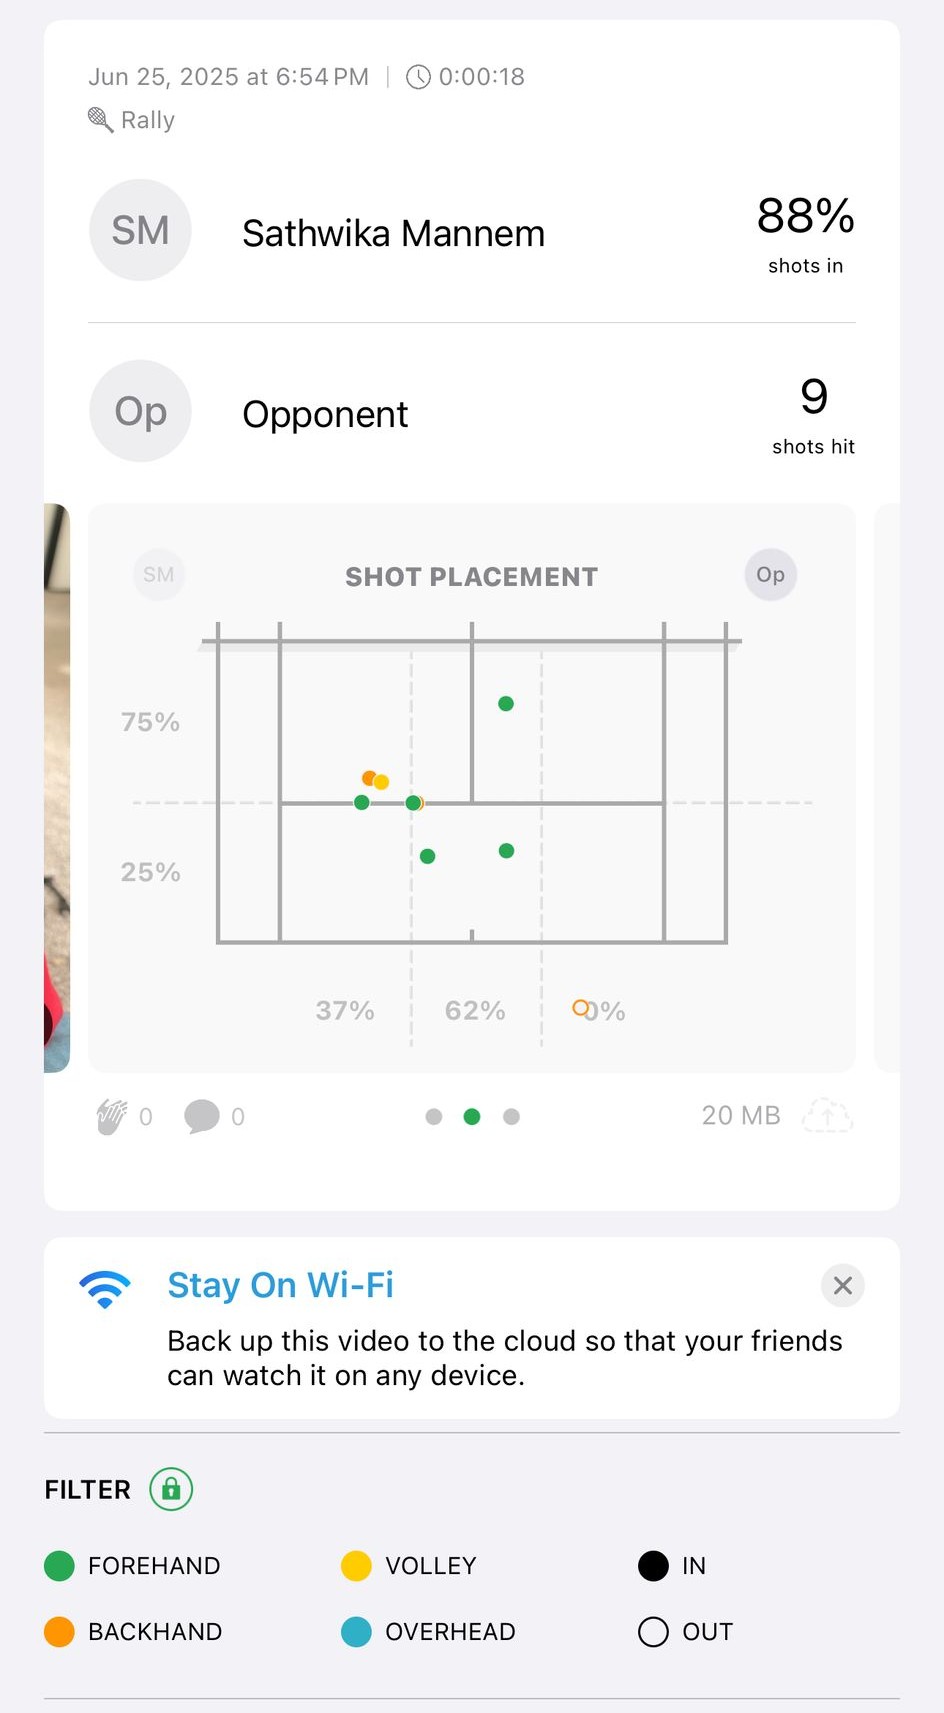 Jun 25, 2025 at 6:54 PM | 0:00:18
Rally
SM Sathwika Mannem 88%
shots in
Op Opponent 9
shots hit
SM SHOT PLACEMENT Op
75%
25%
37% 62% 0%
0 0 20 MB
Stay On Wi-Fi
Back up this video to the cloud so that your friends
can watch it on any device.
FILTER
FOREHAND VOLLEY IN
BACKHAND OVERHEAD OUT